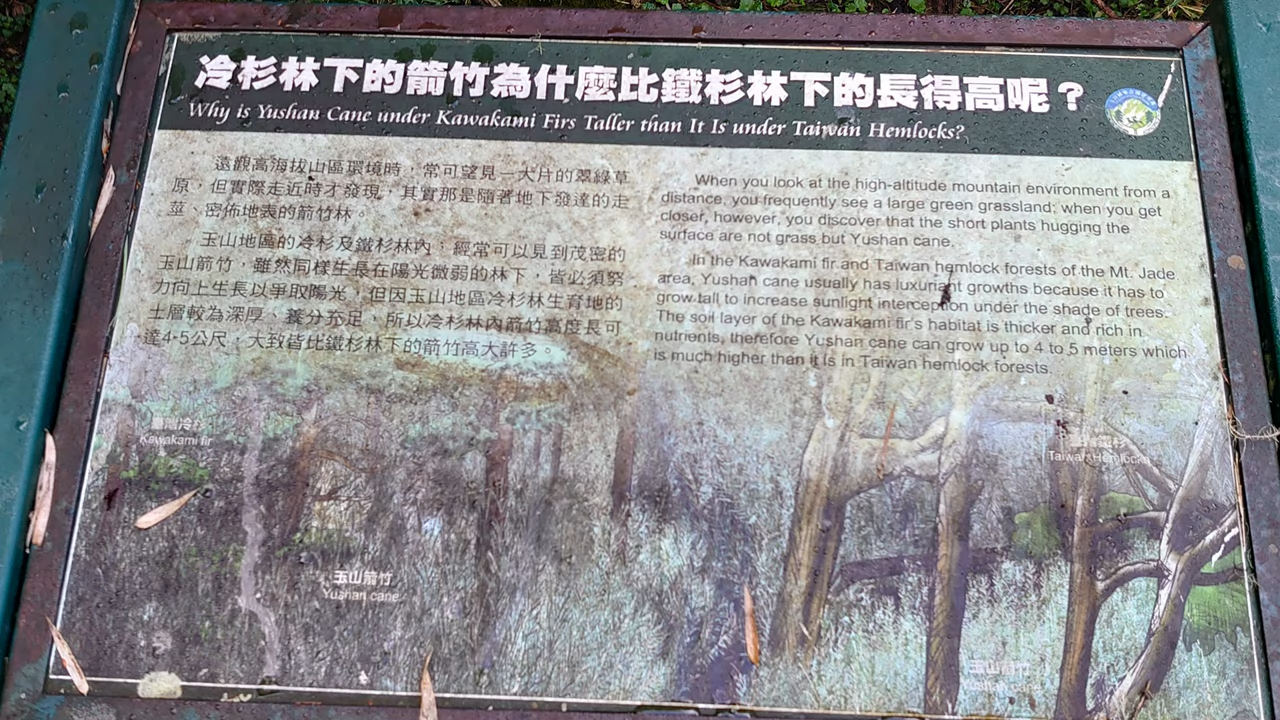 冷杉林下的箭竹為什麼比鐵杉林下的長得高呢？
Why is Yushan Cane under Kawakami Firs Taller than It Is under Taiwan Hemlocks?
遠觀高海拔山區環境時，常可望見一大片的翠綠草
原，但實際走近時才發現，其實那是隨著地下發達的走
莖、密佈地表的箭竹林。
玉山地區的冷杉及鐵杉林內，經常可以見到茂密的
玉山箭竹，雖然同樣生長在陽光微弱的林下，皆必須努
力向上生長以爭取陽光，但因玉山地區冷杉林生育地的
土層較為深厚、養分充足，所以冷杉林內箭竹高度長可
達4-5公尺，大致皆比鐵杉林下的箭竹高大許多。
When you look at the high-altitude mountain environment from a
distance, you frequently see a large green grassland; when you get
closer, however, you discover that the short plants hugging the
surface are not grass but Yushan cane.
In the Kawakami fir and Taiwan hemlock forests of the Mt. Jade
area, Yushan cane usually has luxuriant growths because it has to
grow tall to increase sunlight interception under the shade of trees.
The soil layer of the Kawakami fir's habitat is thicker and rich in
nutrients, therefore Yushan cane can grow up to 4 to 5 meters which
is much higher than it is in Taiwan hemlock forests.
臺灣冷杉
Kawakami fir
臺灣鐵杉
Taiwan Hemlocks
玉山箭竹
Yushan cane
玉山箭竹
Yushan cane